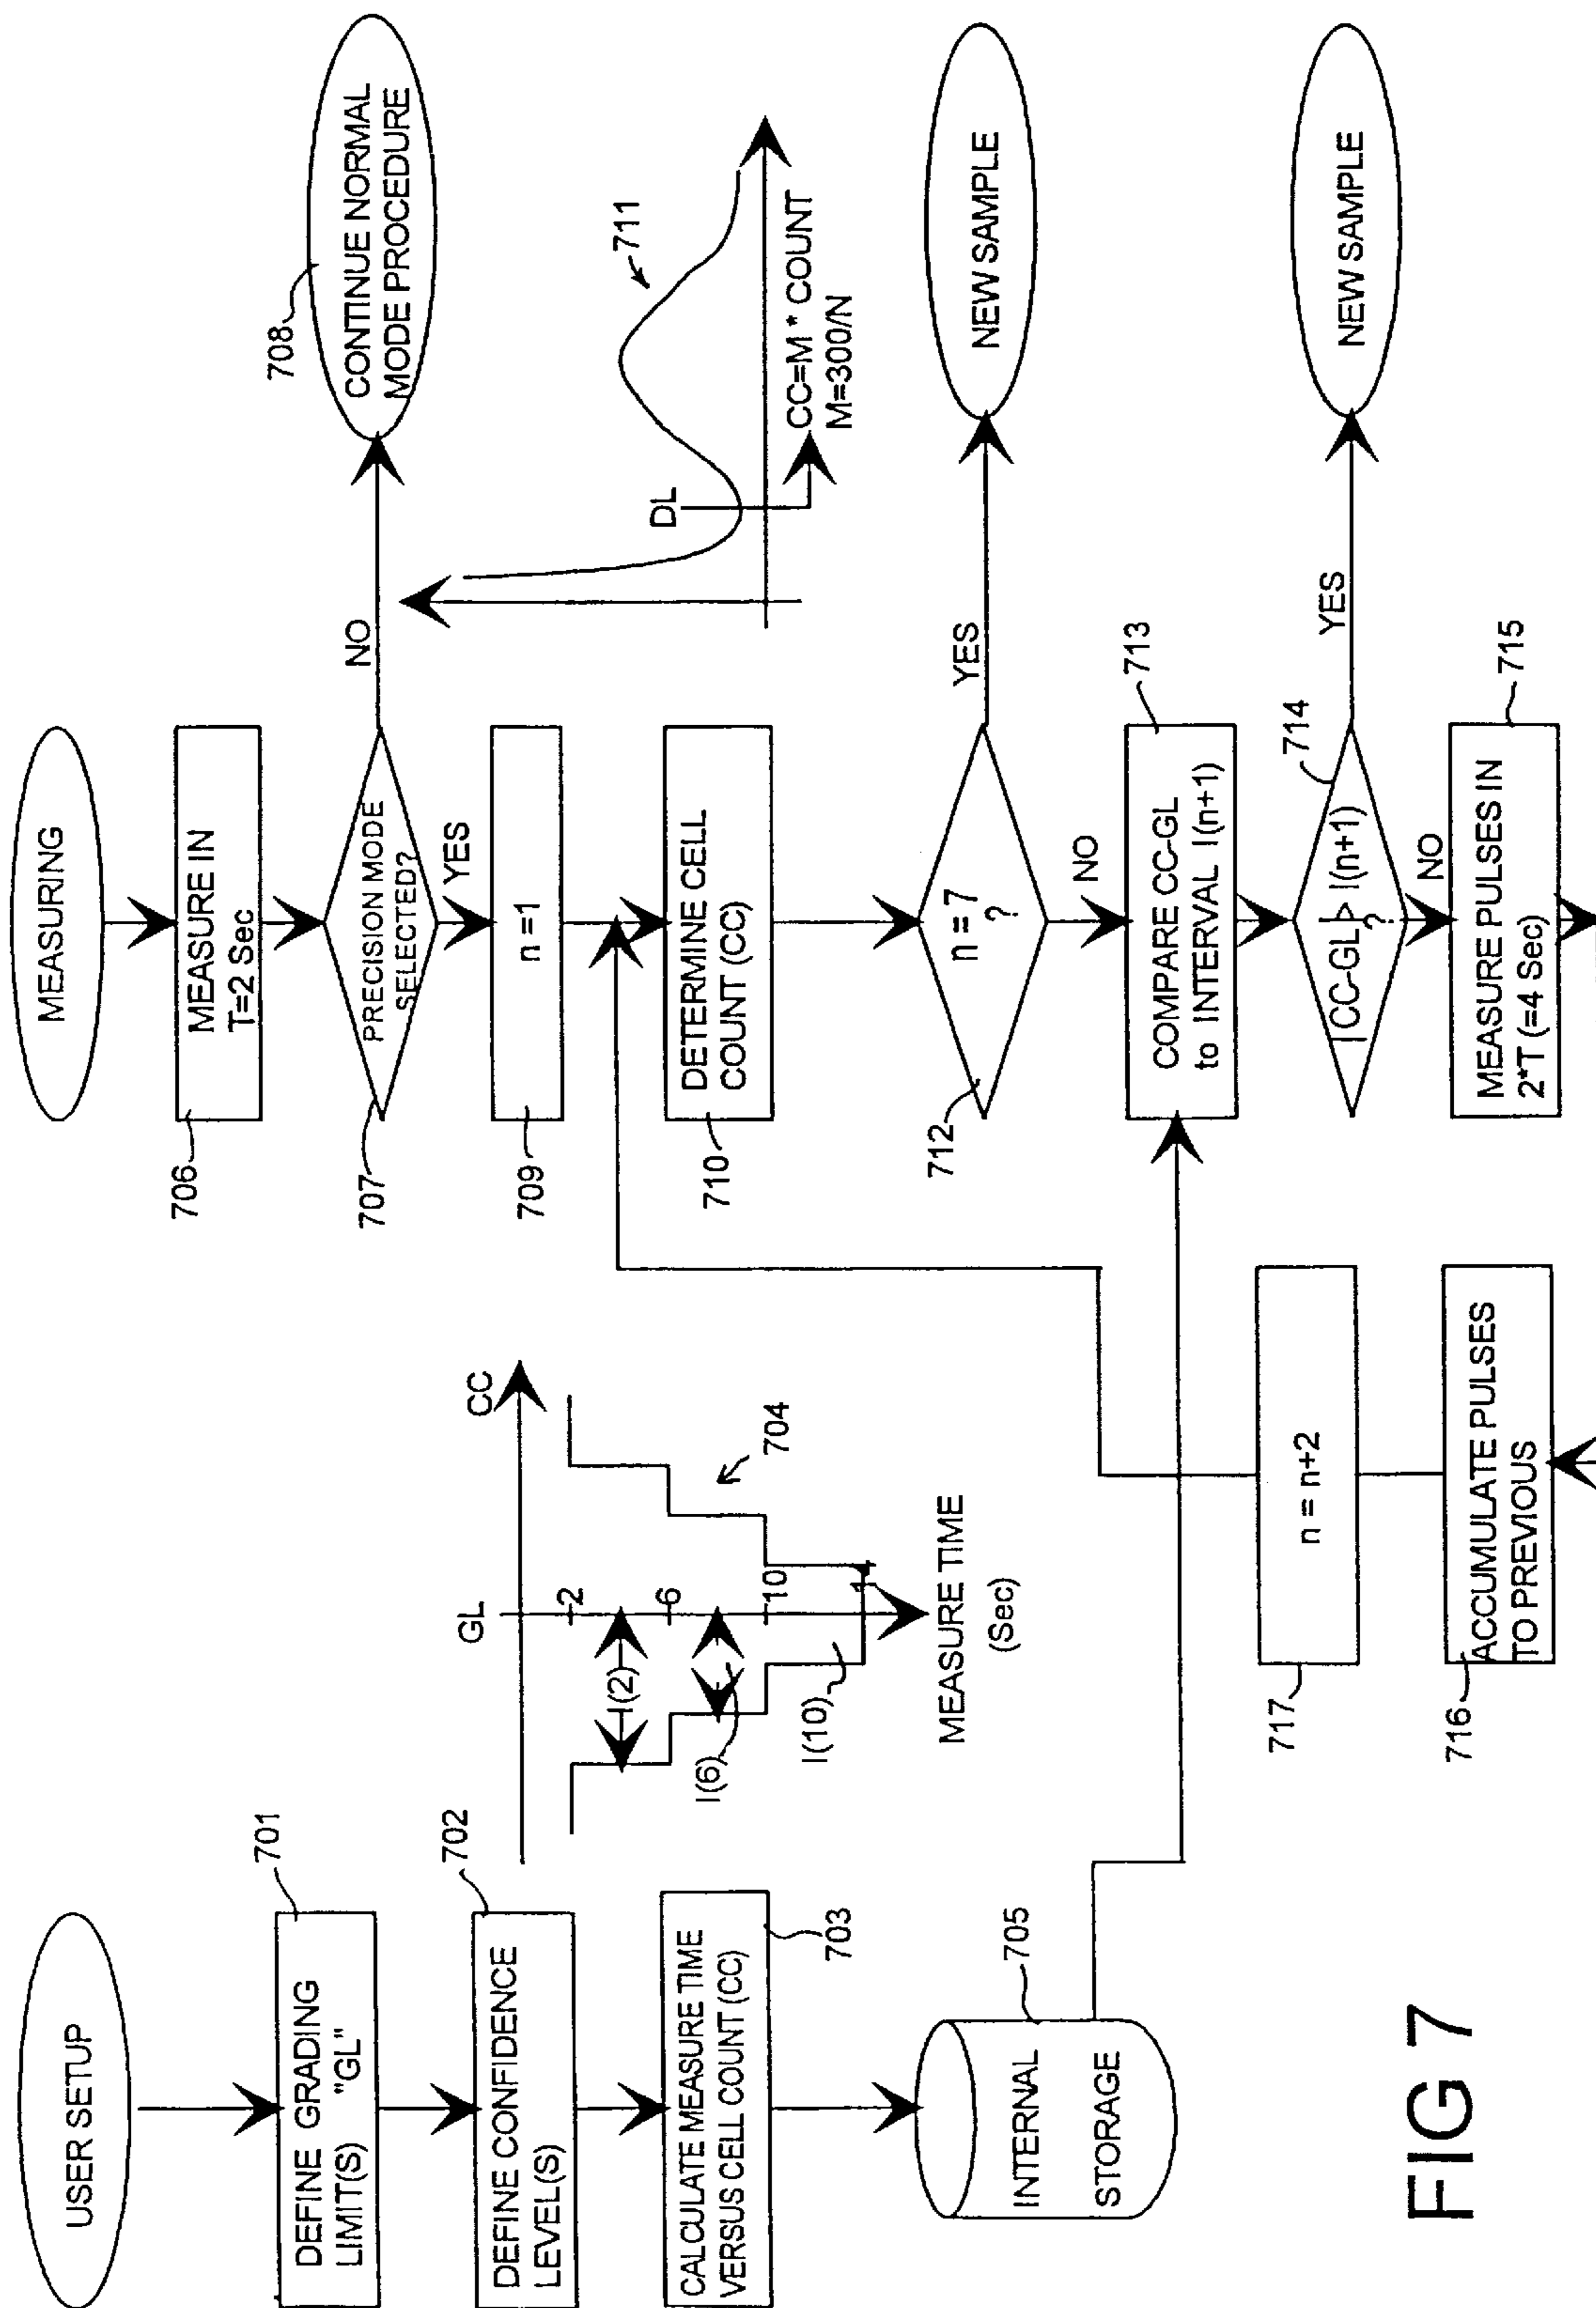 USER SETUP
701
DEFINE GRADING
LIMIT(S) "GL"
702
DEFINE CONFIDENCE
LEVEL(S)
CALCULATE MEASURE TIME
VERSUS CELL COUNT (CC)
703
705
INTERNAL
STORAGE
GL
CC
2
6
10
I(2)
I(6)
I(10)
704
MEASURE TIME
(Sec)
MEASURING
706
MEASURE IN
T=2 Sec
707
PRECISION MODE
SELECTED?
NO
708
CONTINUE NORMAL
MODE PROCEDURE
YES
709
n =1
710
DETERMINE CELL
COUNT (CC)
711
DL
CC=M * COUNT
M=300/N
712
n = 7
?
YES
NEW SAMPLE
NO
713
COMPARE CC-GL
to INTERVAL I(n+1)
714
|CC-GL|> I(n+1)
?
YES
NEW SAMPLE
NO
715
MEASURE PULSES IN
2*T (=4 Sec)
716
ACCUMULATE PULSES
TO PREVIOUS
717
n = n+2
FIG 7